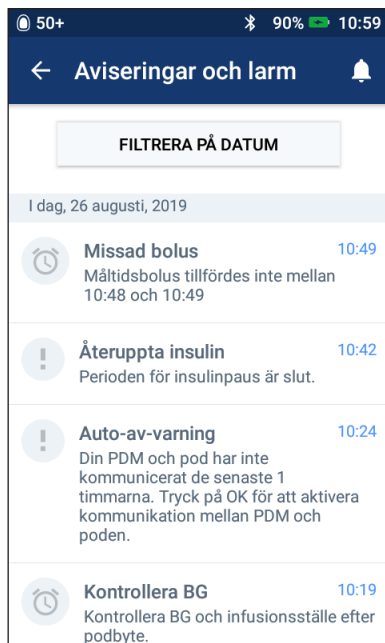 50+ 90% 10:59
Aviseringar och larm
FILTRERA PÅ DATUM
I dag, 26 augusti, 2019
Missad bolus 10:49
Måltidsbolus tillfördes inte mellan
10:48 och 10:49
Återuppta insulin 10:42
Perioden för insulinpaus är slut.
Auto-av-varning 10:24
Din PDM och pod har inte
kommunicerat de senaste 1
timmarna. Tryck på OK för att aktivera
kommunikation mellan PDM och
poden.
Kontrollera BG 10:19
Kontrollera BG och infusionsställe efter
podbyte.